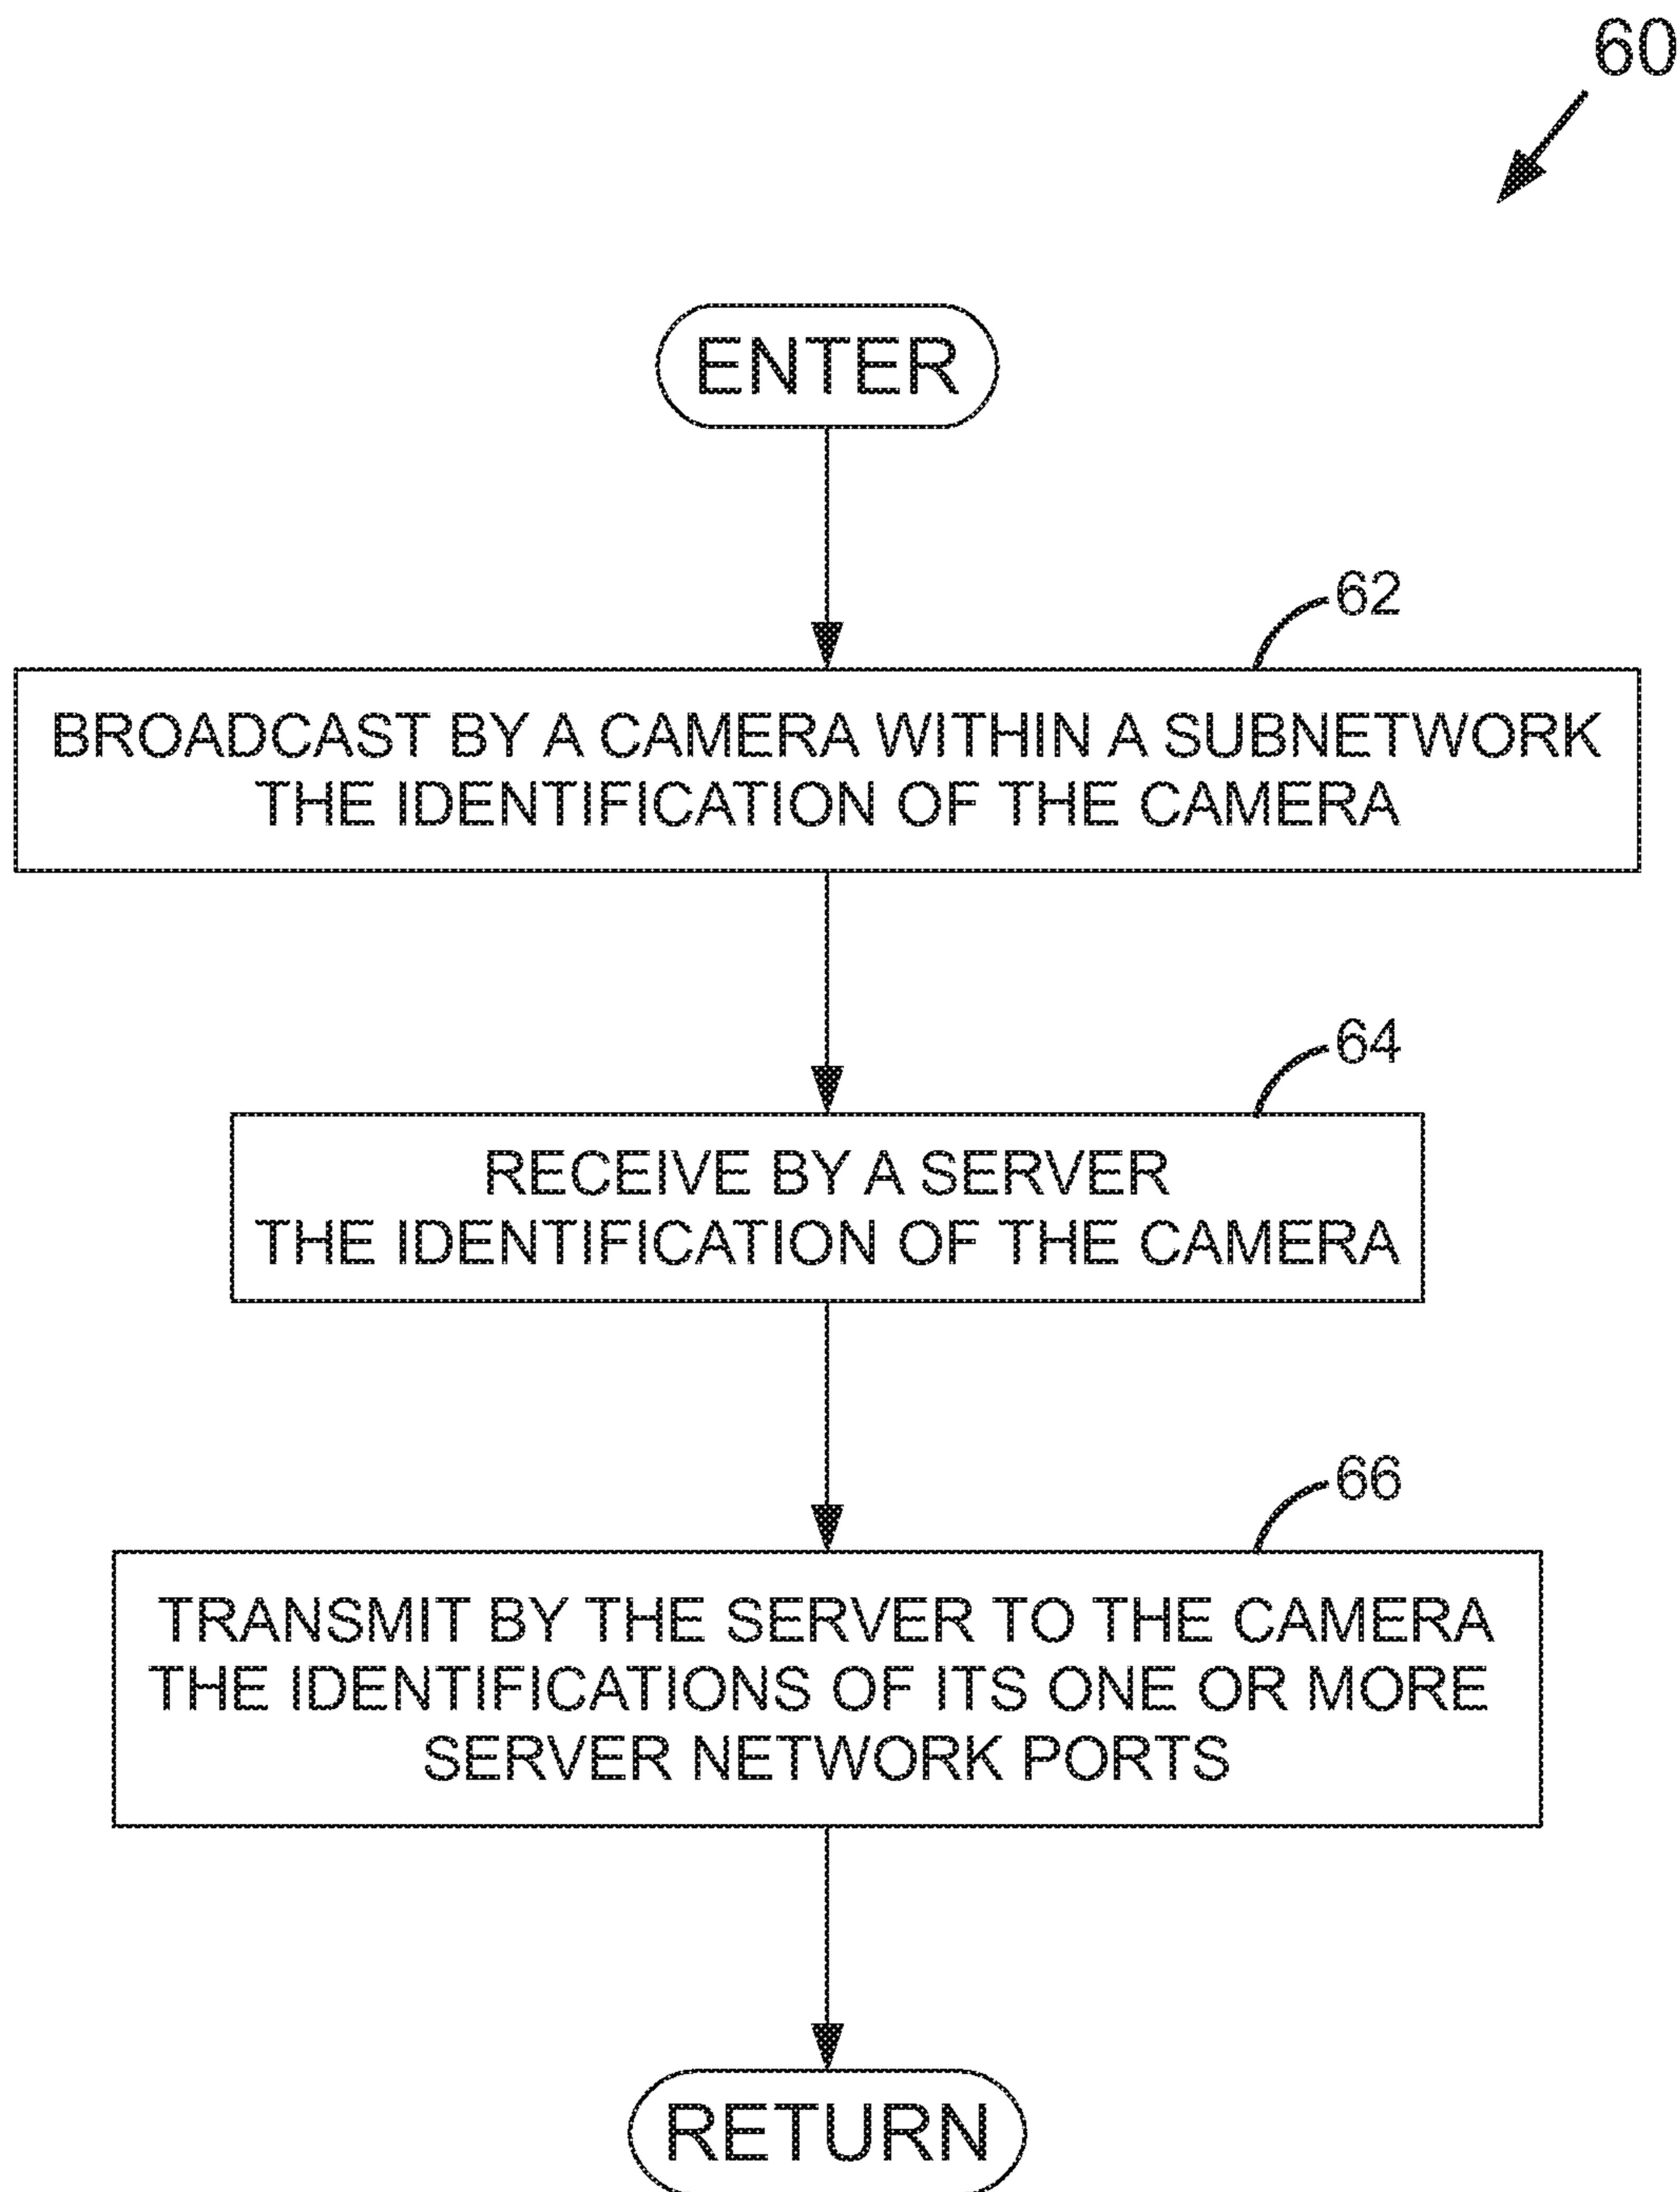 60
ENTER
62
BROADCAST BY A CAMERA WITHIN A SUBNETWORK
THE IDENTIFICATION OF THE CAMERA
64
RECEIVE BY A SERVER
THE IDENTIFICATION OF THE CAMERA
66
TRANSMIT BY THE SERVER TO THE CAMERA
THE IDENTIFICATIONS OF ITS ONE OR MORE
SERVER NETWORK PORTS
RETURN